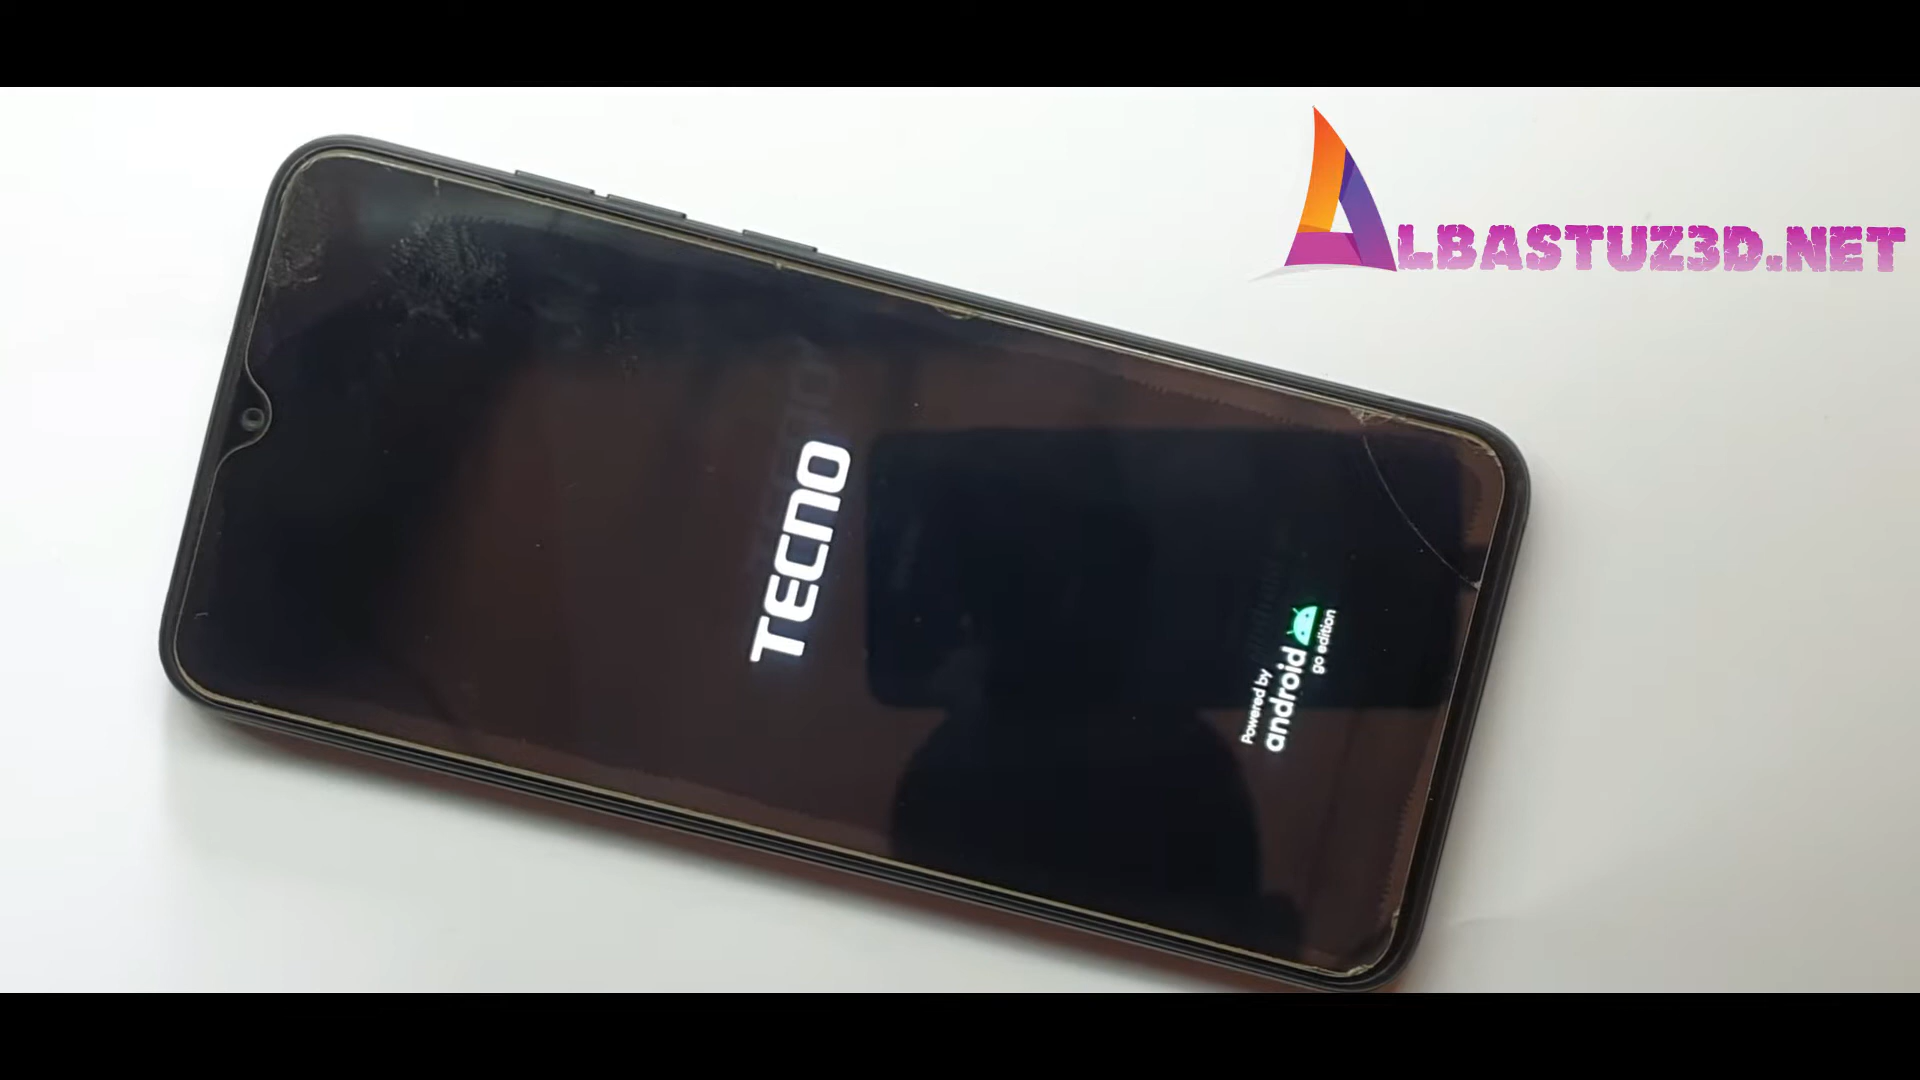 ALBASTUZ3D.NET
TECNO
Powered by
android
go edition